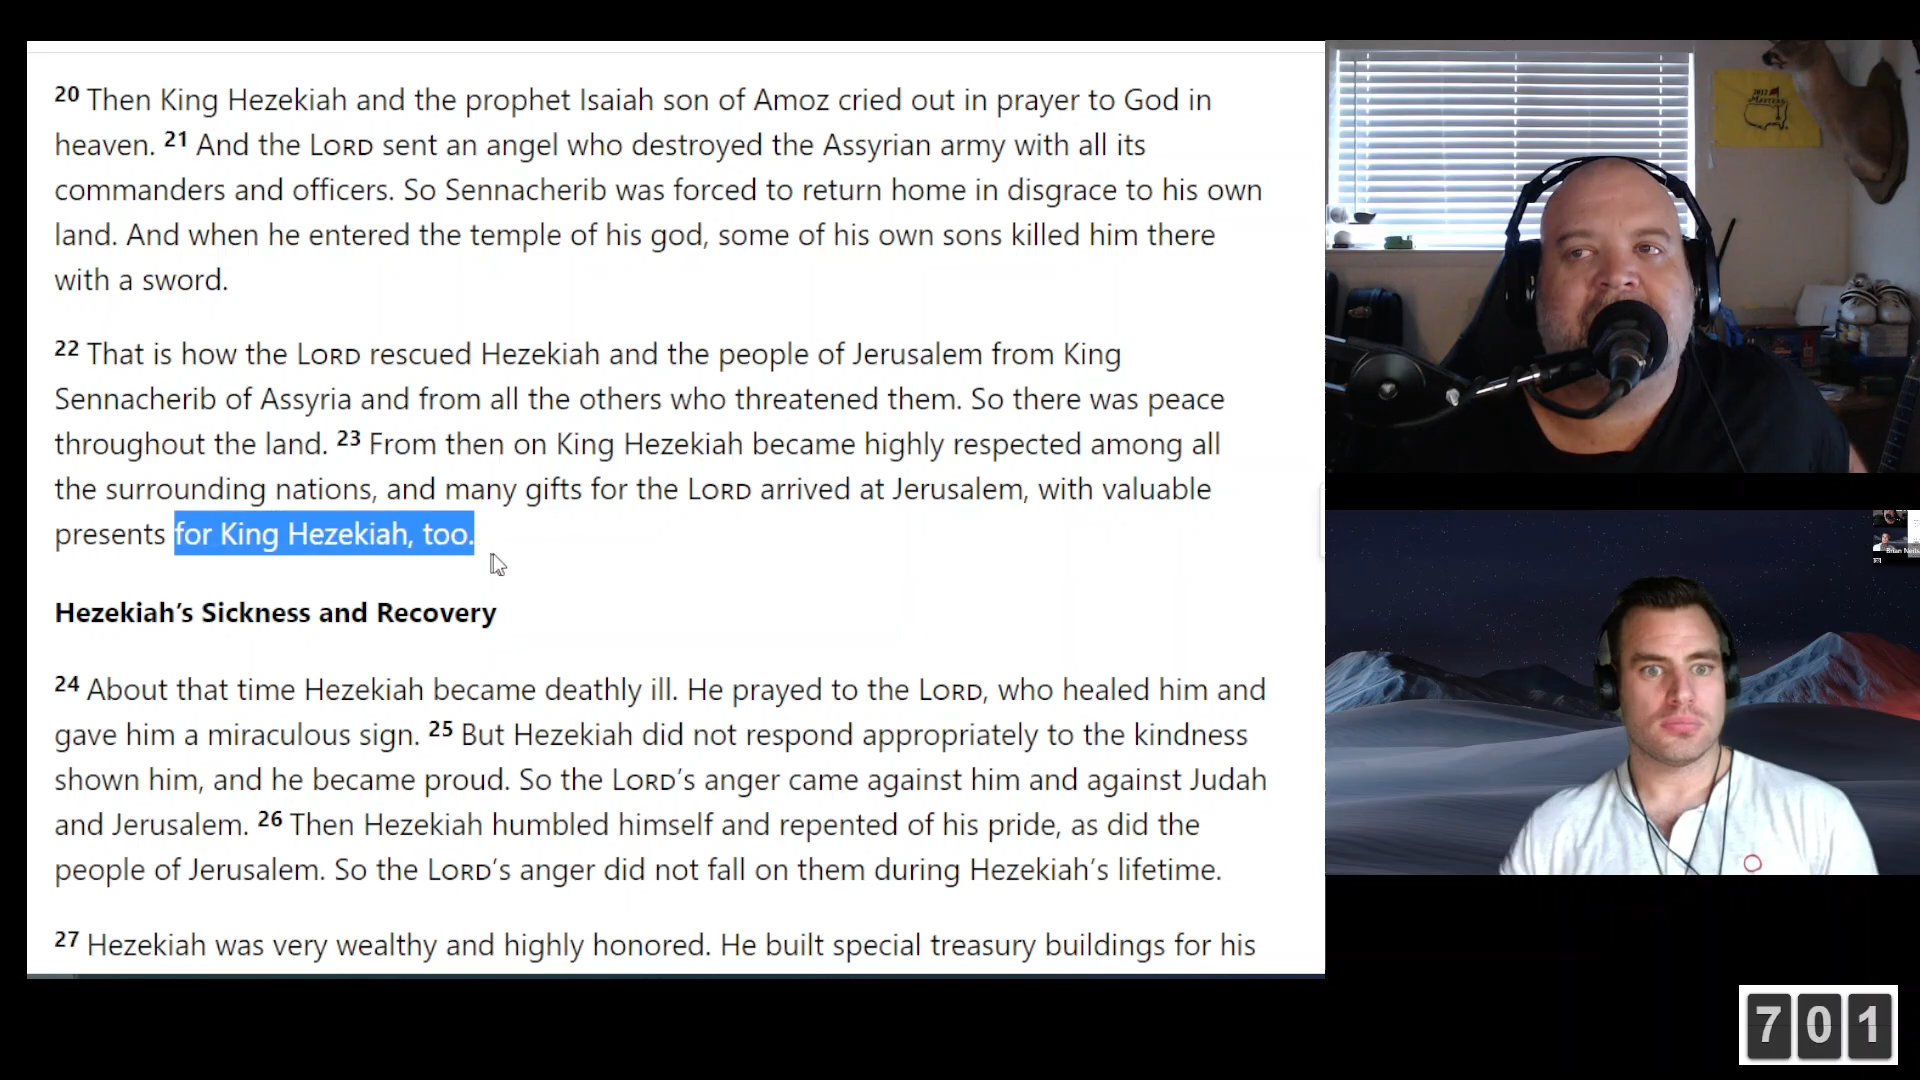 20 Then King Hezekiah and the prophet Isaiah son of Amoz cried out in prayer to God in
heaven. 21 And the LORD sent an angel who destroyed the Assyrian army with all its
commanders and officers. So Sennacherib was forced to return home in disgrace to his own
land. And when he entered the temple of his god, some of his own sons killed him there
with a sword.
22 That is how the LORD rescued Hezekiah and the people of Jerusalem from King
Sennacherib of Assyria and from all the others who threatened them. So there was peace
throughout the land. 23 From then on King Hezekiah became highly respected among all
the surrounding nations, and many gifts for the LORD arrived at Jerusalem, with valuable
presents for King Hezekiah, too.
Hezekiah’s Sickness and Recovery
24 About that time Hezekiah became deathly ill. He prayed to the LORD, who healed him and
gave him a miraculous sign. 25 But Hezekiah did not respond appropriately to the kindness
shown him, and he became proud. So the LORD’s anger came against him and against Judah
and Jerusalem. 26 Then Hezekiah humbled himself and repented of his pride, as did the
people of Jerusalem. So the LORD’s anger did not fall on them during Hezekiah’s lifetime.
27 Hezekiah was very wealthy and highly honored. He built special treasury buildings for his
Masters
Brian
701